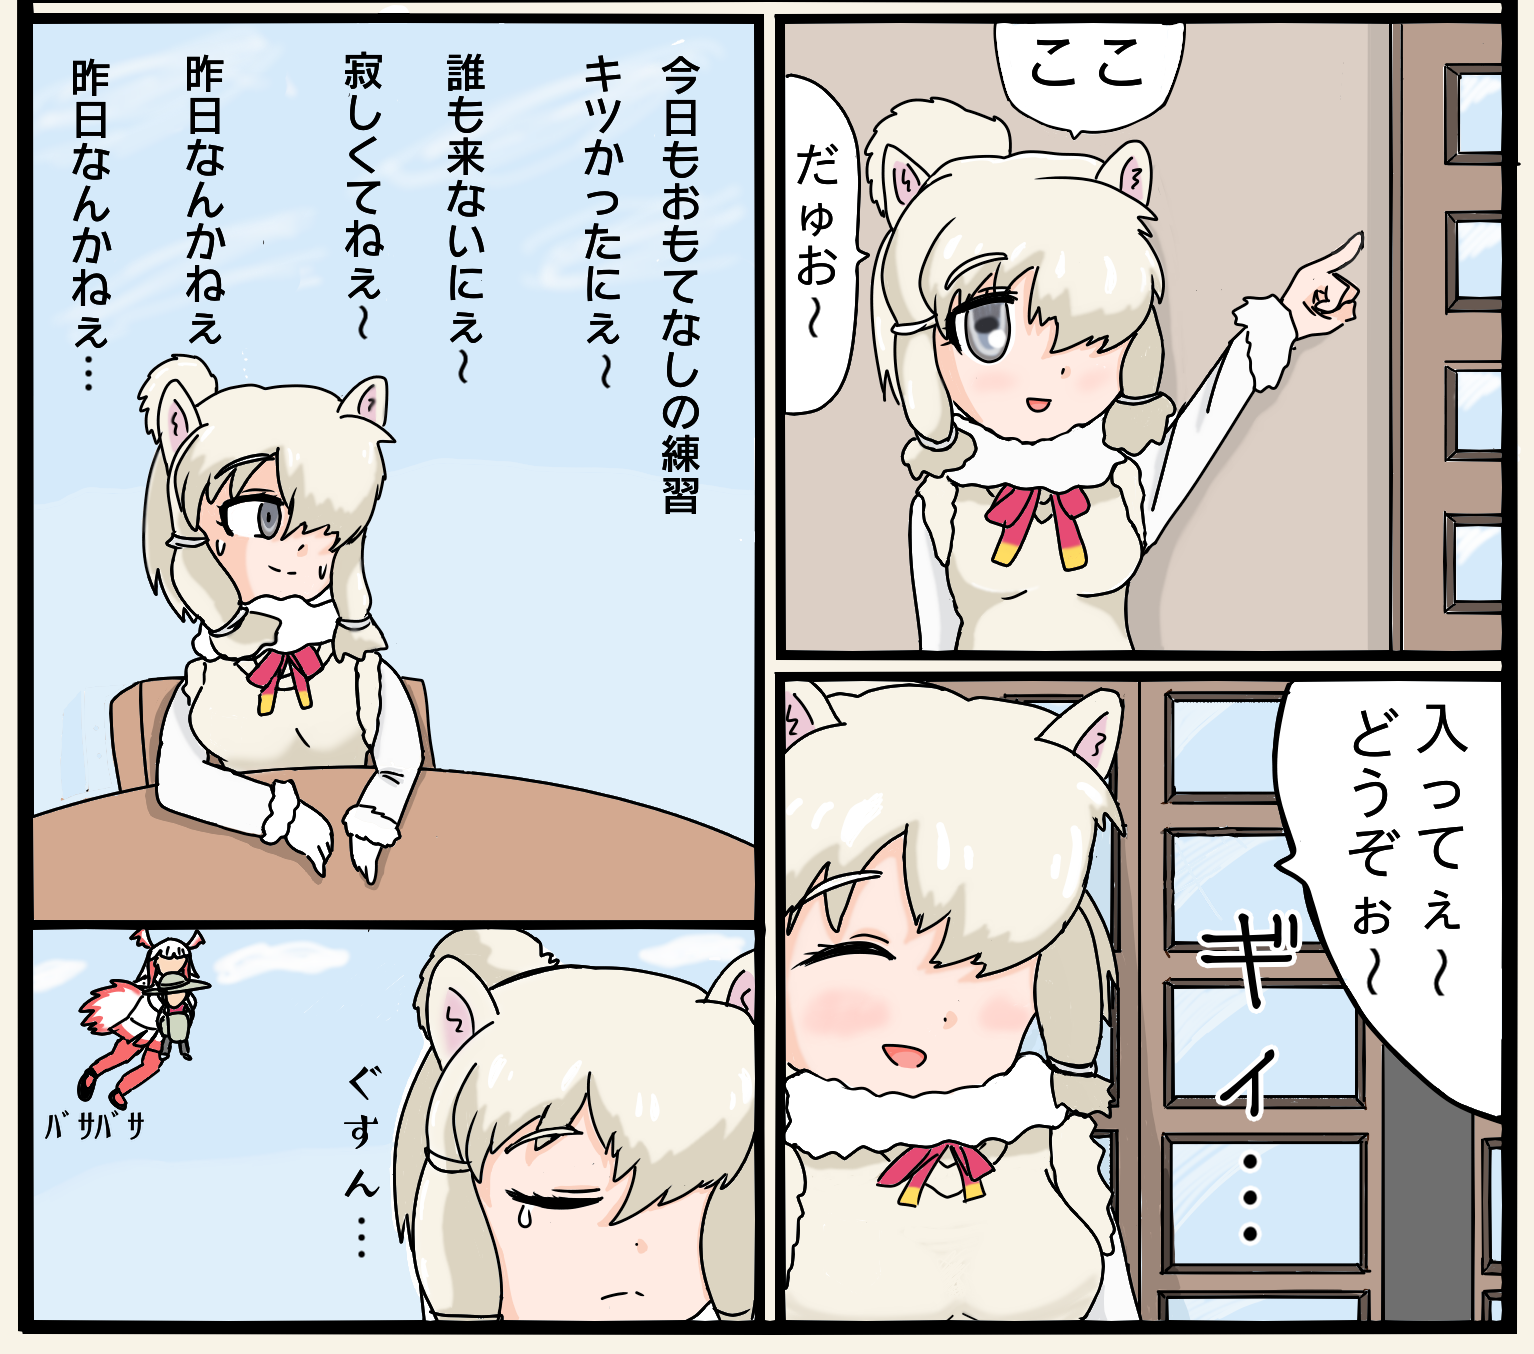 ここ
だゅお～
入ってぇ～
どうぞぉ～
ギィ…
今日もおもてなしの練習
キツかったにぇ～
誰も来ないにぇ～
寂しくてねぇ～
昨日なんかねぇ
昨日なんかねぇ…
ぐすん…
バサバサ